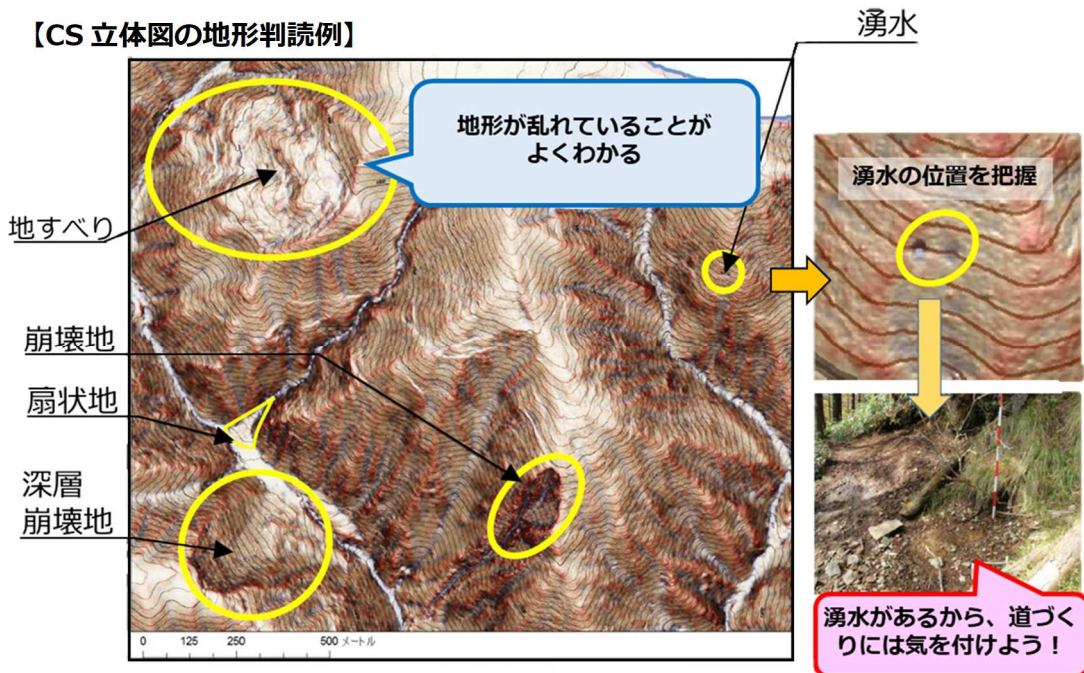 【CS 立体図の地形判読例】
湧水
地形が乱れていることが
よくわかる
湧水の位置を把握
地すべり
崩壊地
扇状地
深層
崩壊地
0 125 250 500 メートル
湧水があるから、道づく
りには気を付けよう！